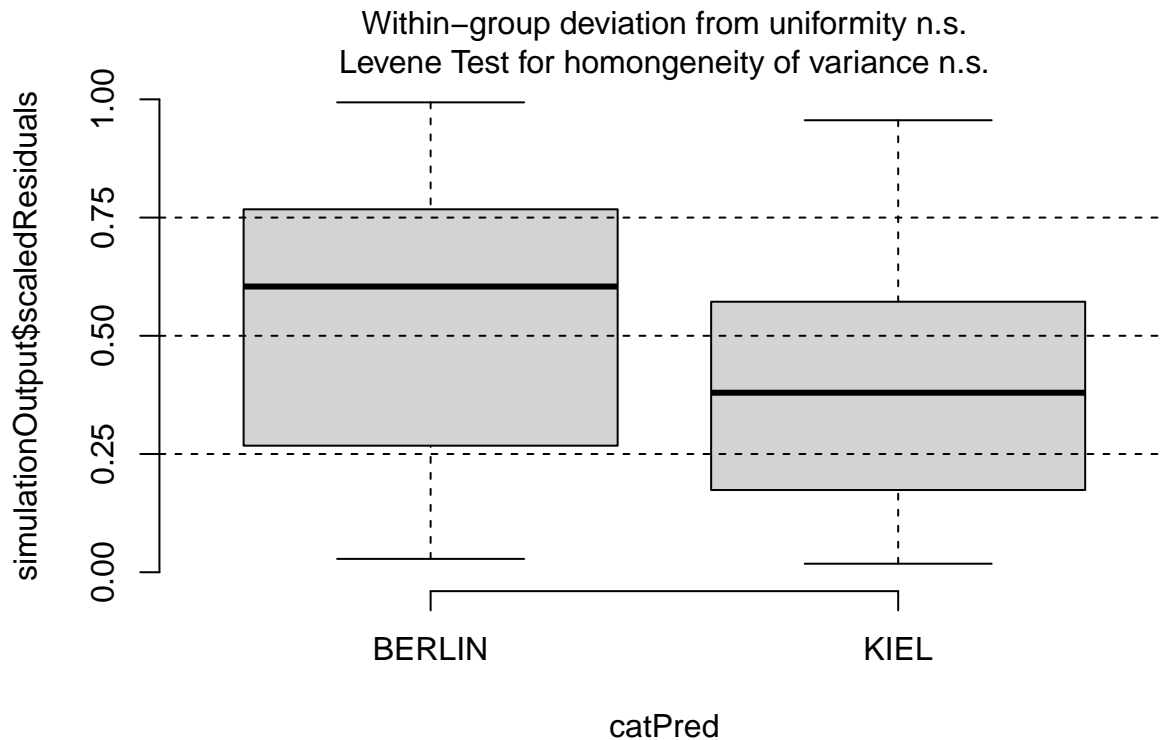 Within−group deviation from uniformity n.s.
Levene Test for homongeneity of variance n.s.
simulationOutput$scaledResiduals
1.00
0.75
0.50
0.25
0.00
BERLIN
KIEL
catPred